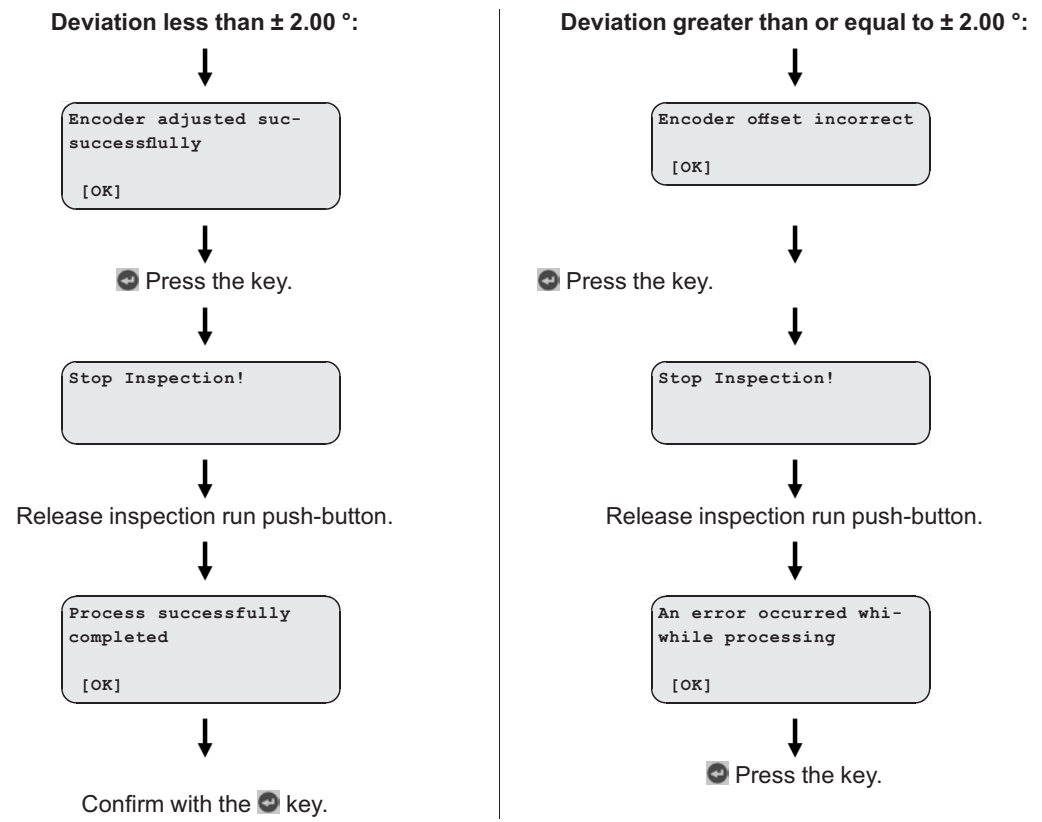 Deviation less than ± 2.00 °:
Encoder adjusted suc-
successflully
[OK]
Press the key.
Stop Inspection!
Release inspection run push-button.
Process successfully
completed
[OK]
Confirm with the key.
Deviation greater than or equal to ± 2.00 °:
Encoder offset incorrect
[OK]
Press the key.
Stop Inspection!
Release inspection run push-button.
An error occurred whi-
while processing
[OK]
Press the key.